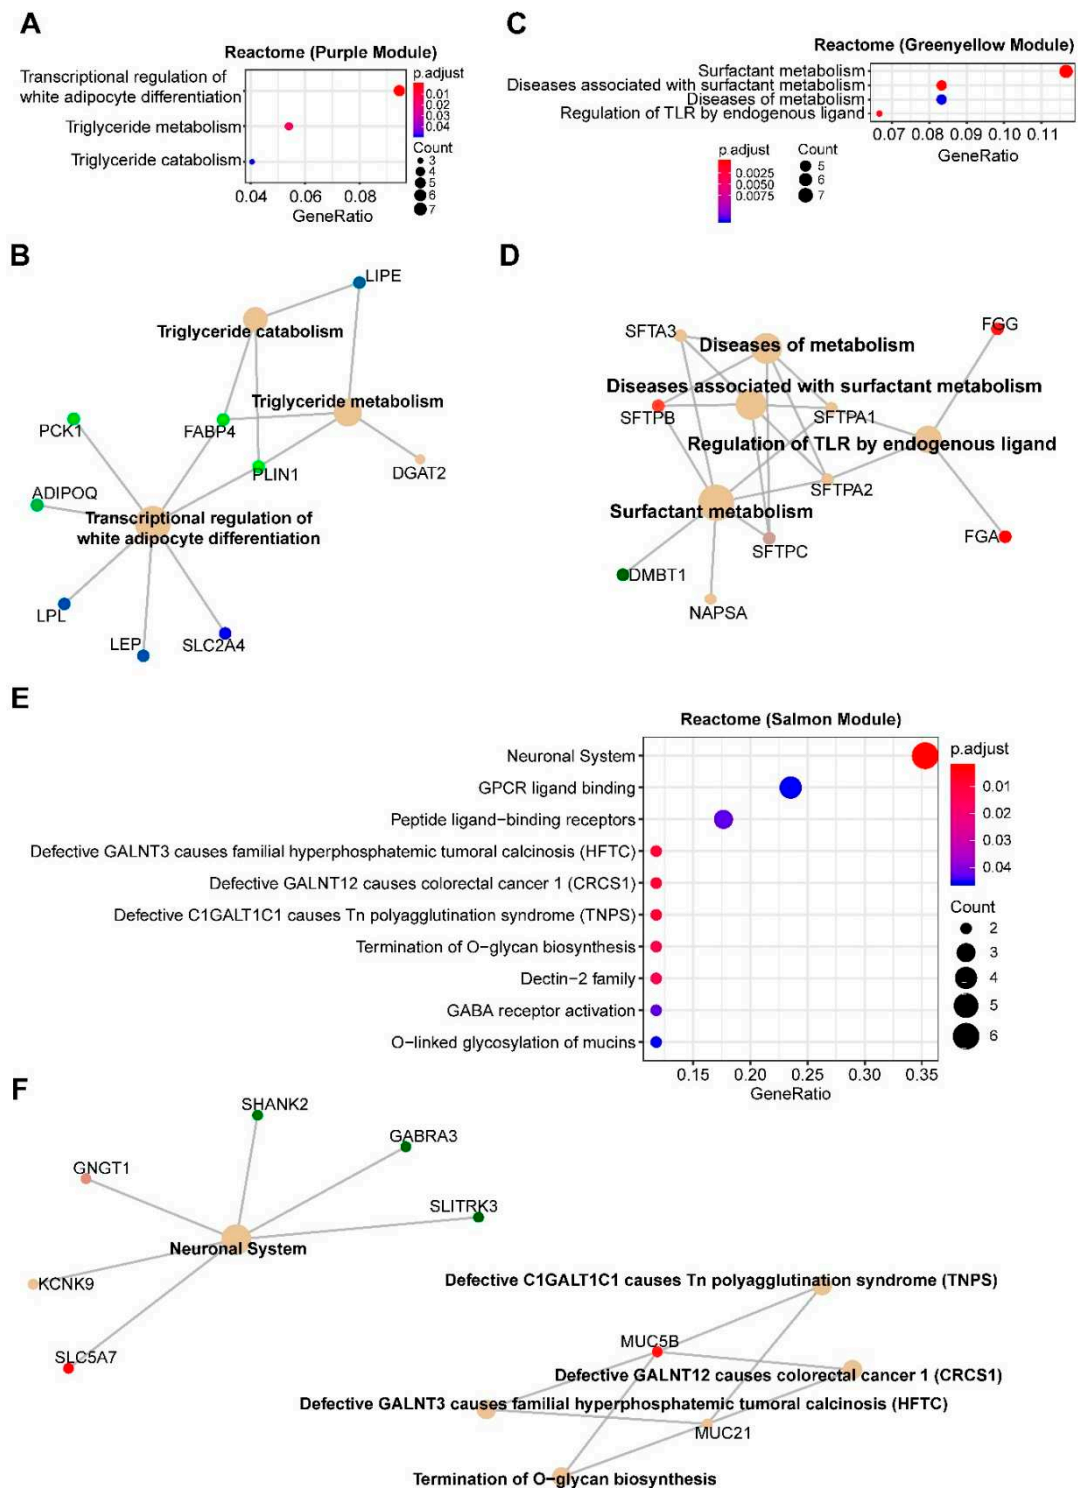 A
Reactome (Purple Module)
Transcriptional regulation of
white adipocyte differentiation
Triglyceride metabolism
Triglyceride catabolism
0.04 0.06 0.08
GeneRatio
p.adjust
0.01
0.02
0.03
0.04
Count
3
4
5
6
7
C
Reactome (Greenyellow Module)
Surfactant metabolism
Diseases associated with surfactant metabolism
Diseases of metabolism
Regulation of TLR by endogenous ligand
0.07 0.08 0.09 0.10 0.11
GeneRatio
p.adjust
0.0025
0.0050
0.0075
Count
5
6
7
B
LIPE
Triglyceride catabolism
Triglyceride metabolism
PCK1
FABP4
PLIN1
DGAT2
ADIPOQ
Transcriptional regulation of
white adipocyte differentiation
LPL
LEP
SLC2A4
D
SFTA3
FGG
Diseases of metabolism
Diseases associated with surfactant metabolism
SFTPB
SFTPA1
Regulation of TLR by endogenous ligand
SFTPA2
Surfactant metabolism
SFTPC
FGA
DMBT1
NAPSA
E
Reactome (Salmon Module)
Neuronal System
GPCR ligand binding
Peptide ligand−binding receptors
Defective GALNT3 causes familial hyperphosphatemic tumoral calcinosis (HFTC)
Defective GALNT12 causes colorectal cancer 1 (CRCS1)
Defective C1GALT1C1 causes Tn polyagglutination syndrome (TNPS)
Termination of O−glycan biosynthesis
Dectin−2 family
GABA receptor activation
O−linked glycosylation of mucins
0.15 0.20 0.25 0.30 0.35
GeneRatio
p.adjust
0.01
0.02
0.03
0.04
Count
2
3
4
5
6
F
SHANK2
GABRA3
GNGT1
SLITRK3
Neuronal System
KCNK9
SLC5A7
Defective C1GALT1C1 causes Tn polyagglutination syndrome (TNPS)
MUC5B
Defective GALNT12 causes colorectal cancer 1 (CRCS1)
Defective GALNT3 causes familial hyperphosphatemic tumoral calcinosis (HFTC)
MUC21
Termination of O−glycan biosynthesis